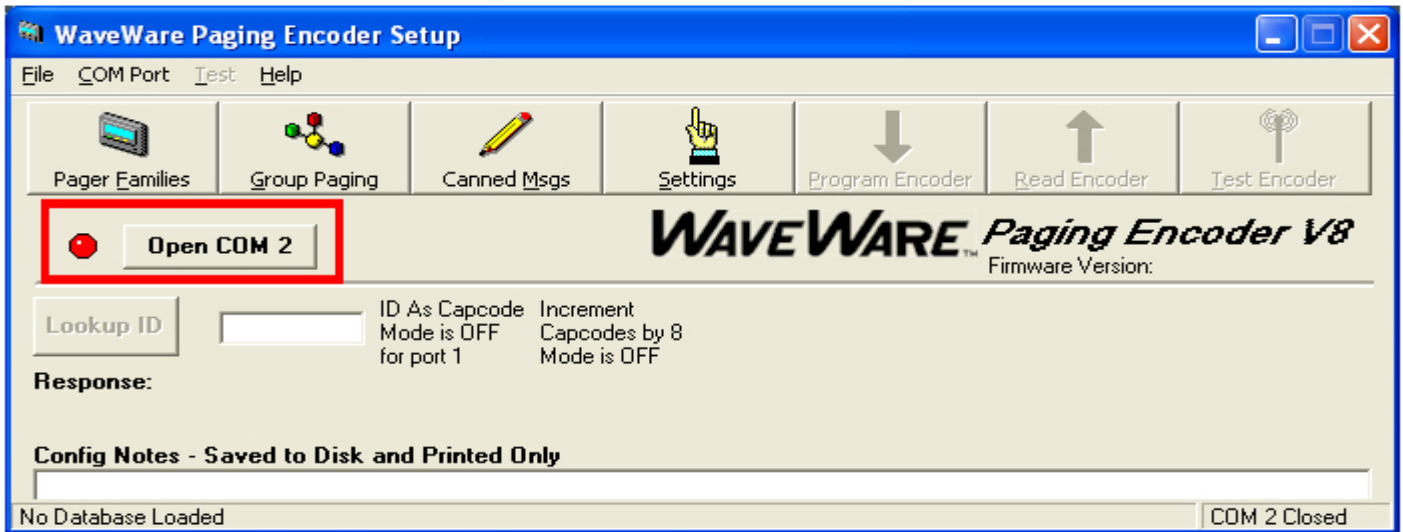 WaveWare Paging Encoder Setup
File COM Port Test Help
Pager Families Group Paging Canned Msgs Settings Program Encoder Read Encoder Test Encoder
Open COM 2
WAVEWARE™ Paging Encoder V8
Firmware Version:
Lookup ID
ID As Capcode
Mode is OFF
for port 1
Increment
Capcodes by 8
Mode is OFF
Response:
Config Notes - Saved to Disk and Printed Only
No Database Loaded
COM 2 Closed